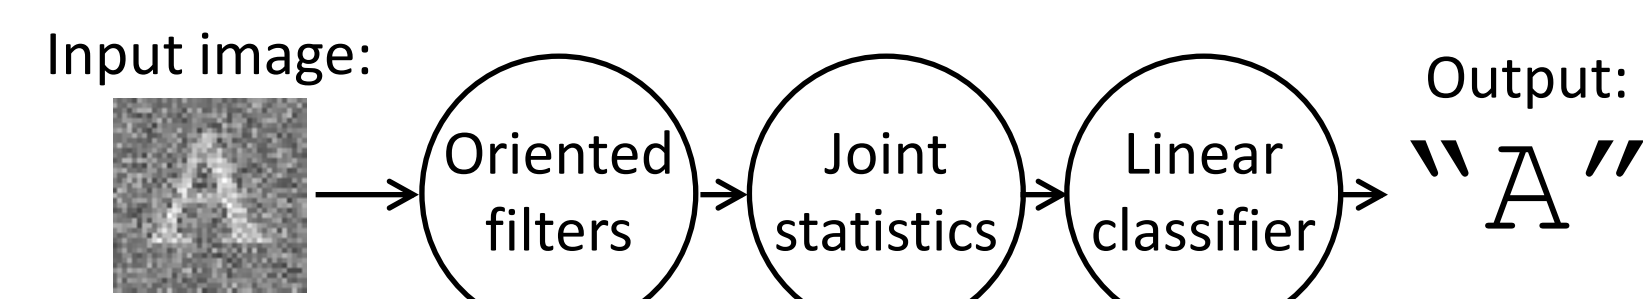 Input image:
A
Oriented
filters
Joint
statistics
Linear
classifier
Output:
“A”